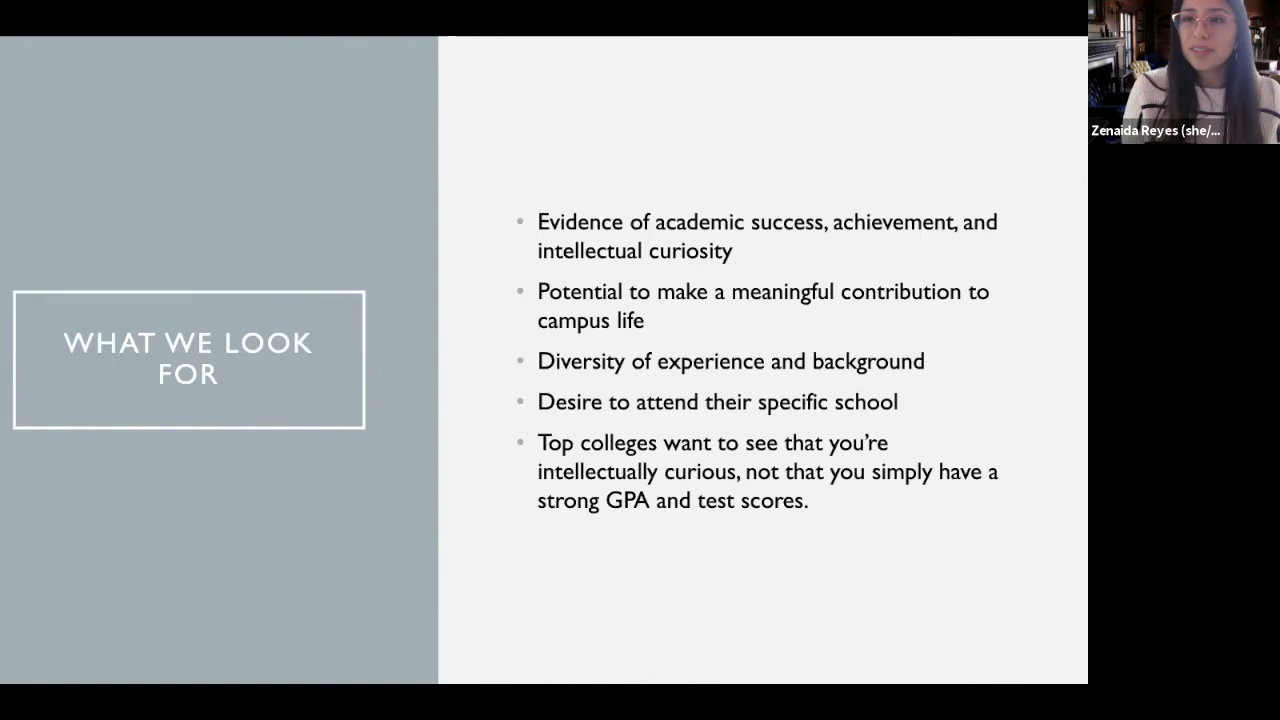 WHAT WE LOOK
FOR
• Evidence of academic success, achievement, and
intellectual curiosity
• Potential to make a meaningful contribution to
campus life
• Diversity of experience and background
• Desire to attend their specific school
• Top colleges want to see that you’re
intellectually curious, not that you simply have a
strong GPA and test scores.
Zenaida Reyes (she/...